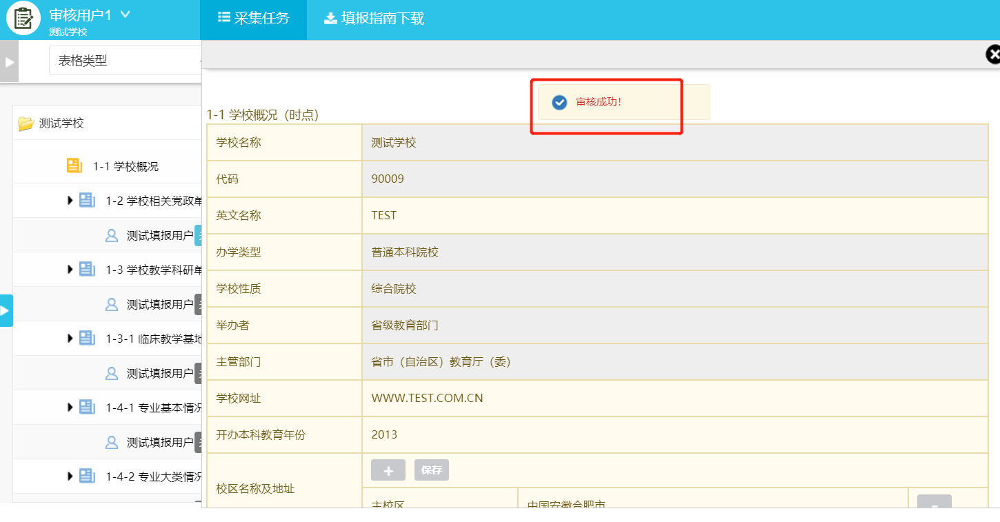 审核用户1
测试学校
采集任务
填报指南下载
表格类型
测试学校
1-1 学校概况
1-2 学校相关党政单
测试填报用户
1-3 学校教学科研单
测试填报用户
1-3-1 临床教学基地
测试填报用户
1-4-1 专业基本情况
测试填报用户
1-4-2 专业大类情况
审核成功!
1-1 学校概况（时点）
学校名称 测试学校
代码 90009
英文名称 TEST
办学类型 普通本科院校
学校性质 综合院校
举办者 省级教育部门
主管部门 省市（自治区）教育厅（委）
学校网址 WWW.TEST.COM.CN
开办本科教育年份 2013
校区名称及地址
+ 保存
主校区 中国安徽合肥市 -